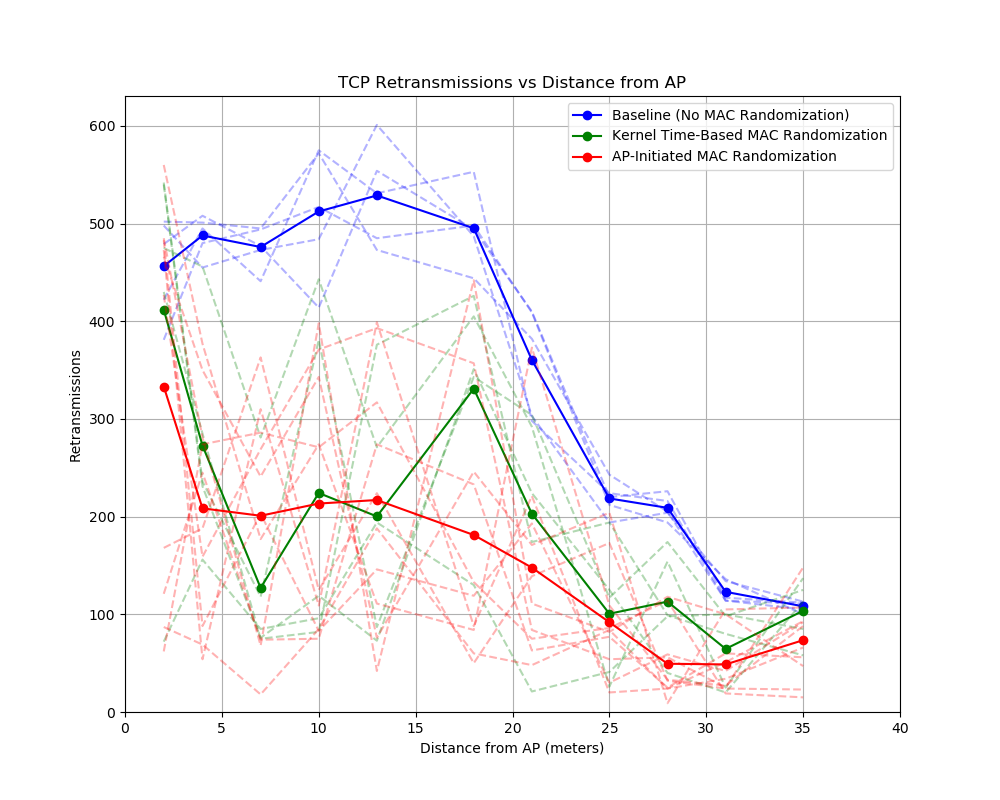 TCP Retransmissions vs Distance from AP
Baseline (No MAC Randomization)
Kernel Time-Based MAC Randomization
AP-Initiated MAC Randomization
Retransmissions
600
500
400
300
200
100
0
0 5 10 15 20 25 30 35 40
Distance from AP (meters)